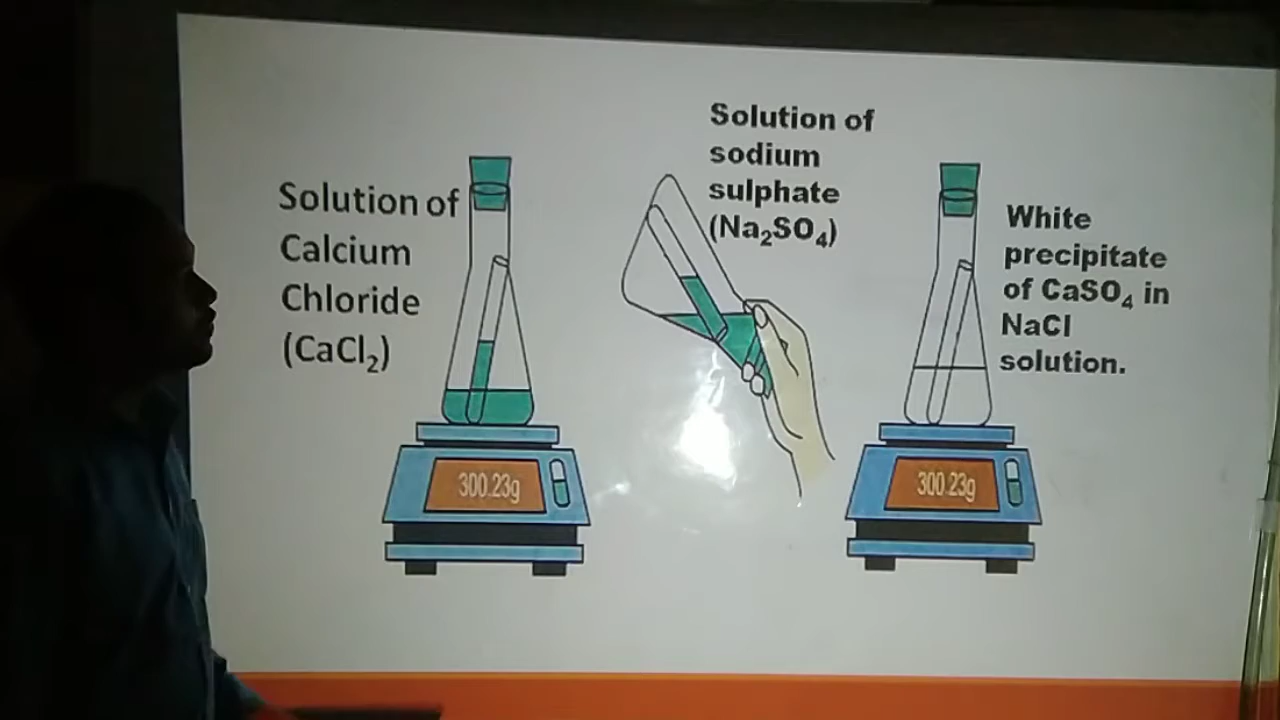 Solution of
Calcium
Chloride
(CaCl₂)
300.23g
Solution of
sodium
sulphate
(Na₂SO₄)
White
precipitate
of CaSO₄ in
NaCl
solution.
300.23g